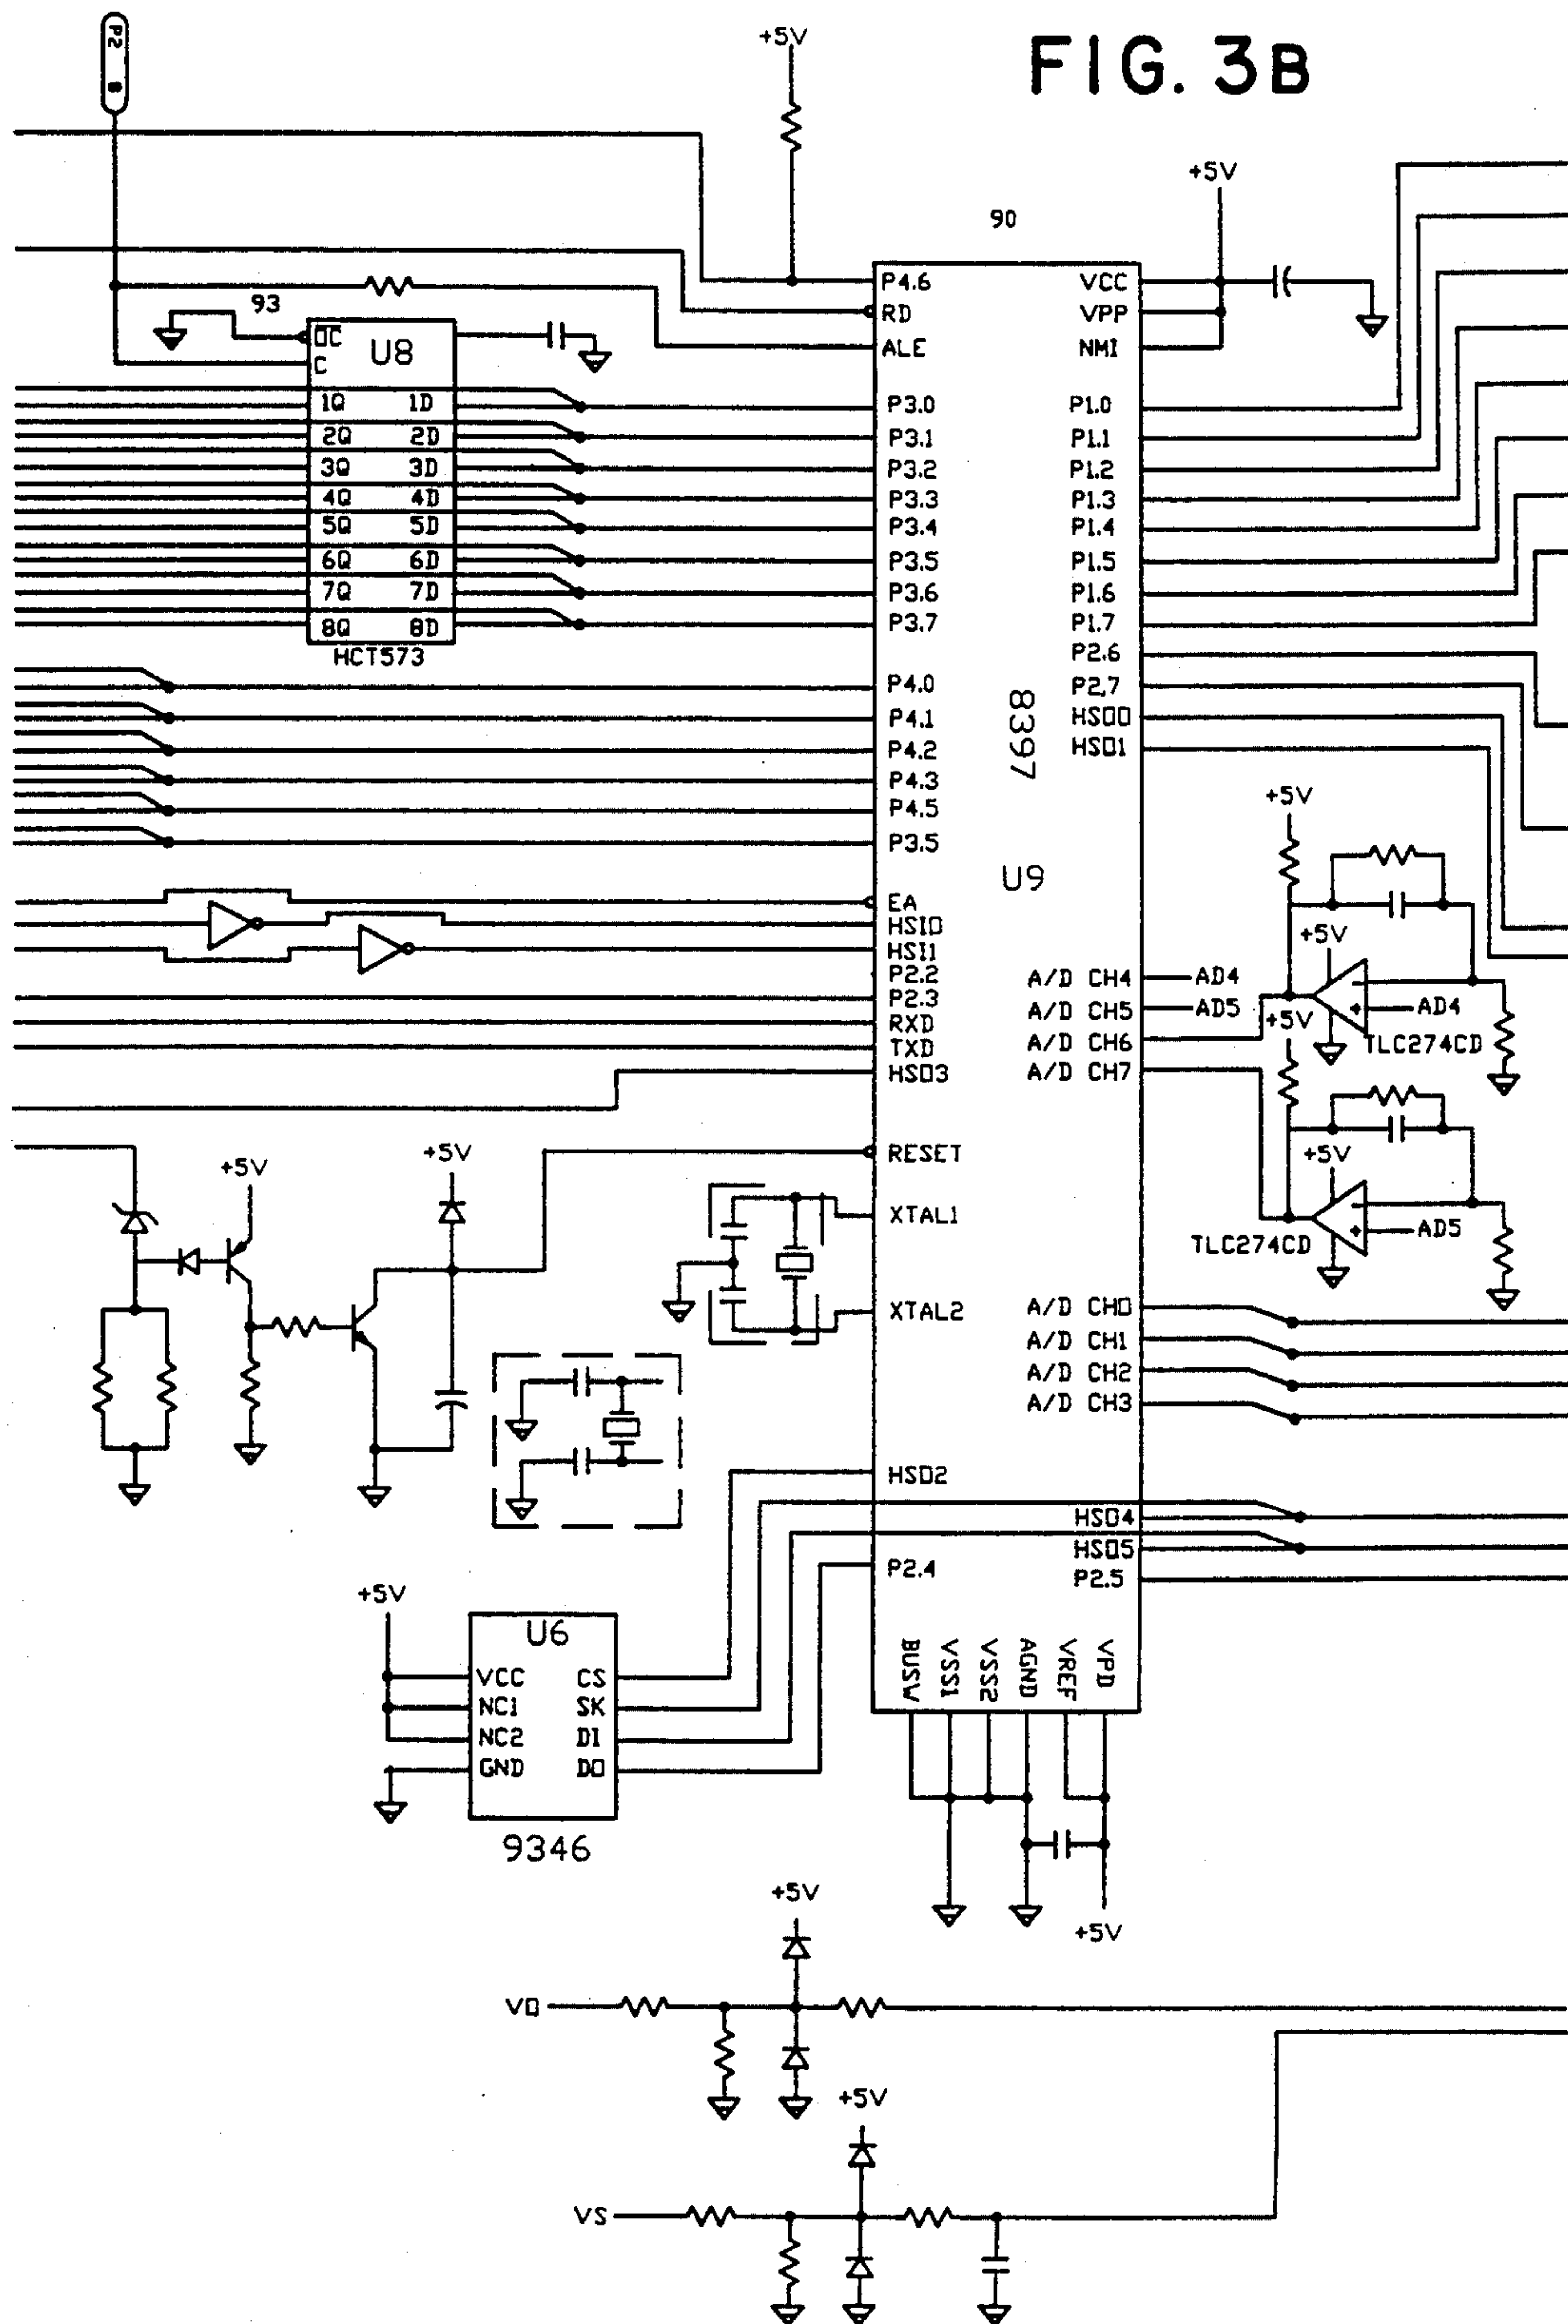 FIG. 3B
P2 8
+5V
+5V
90
93
P4.6
RD
ALE
VCC
VPP
NMI
OC
C
U8
1Q 1D
2Q 2D
3Q 3D
4Q 4D
5Q 5D
6Q 6D
7Q 7D
8Q 8D
HCT573
P3.0
P3.1
P3.2
P3.3
P3.4
P3.5
P3.6
P3.7
P1.0
P1.1
P1.2
P1.3
P1.4
P1.5
P1.6
P1.7
P2.6
P2.7
HSO0
HSO1
P4.0
P4.1
P4.2
P4.3
P4.5
P3.5
8397
U9
EA
HSI0
HSI1
P2.2
P2.3
RXD
TXD
HSO3
+5V
+5V
A/D CH4 AD4
A/D CH5 AD5
A/D CH6
A/D CH7
AD4
TLC274CD
+5V
+5V
AD5
TLC274CD
RESET
+5V
+5V
XTAL1
XTAL2
A/D CH0
A/D CH1
A/D CH2
A/D CH3
HSO2
HSO4
HSO5
P2.4
P2.5
+5V
U6
VCC CS
NC1 SK
NC2 DI
GND DO
9346
BUSW
VSS1
VSS2
AGND
VREF
VPD
+5V
+5V
VO
+5V
VS